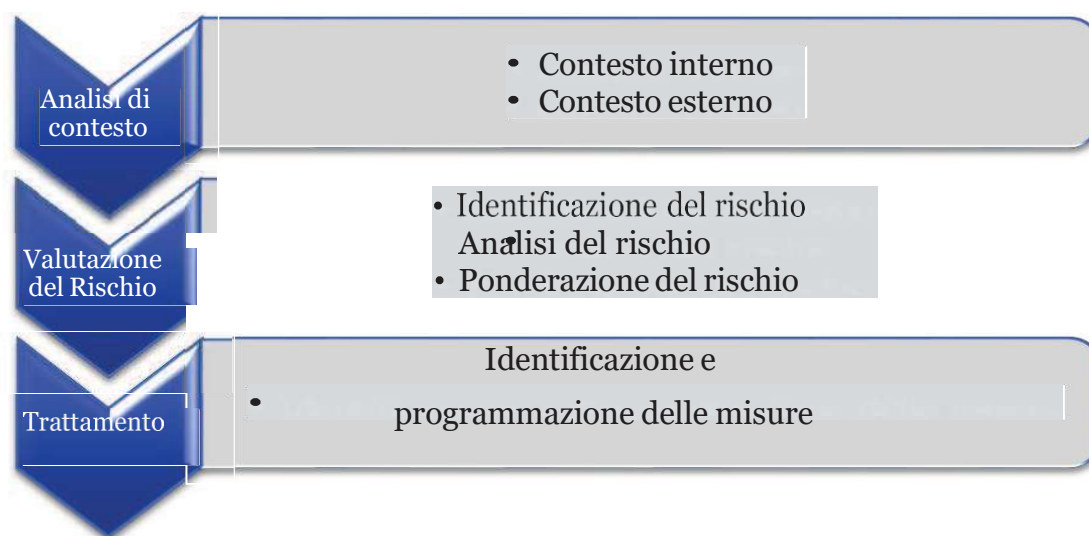 Analisi di
contesto
• Contesto interno
• Contesto esterno
Valutazione
del Rischio
• Identificazione del rischio
• Analisi del rischio
• Ponderazione del rischio
Trattamento
• Identificazione e
programmazione delle misure